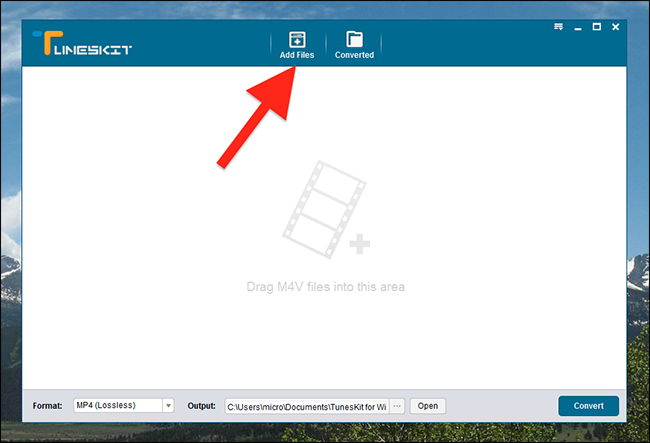 TUNESKIT
Add Files
Converted
Drag M4V files into this area
Format:
MP4 (Lossless)
Output:
C:\Users\micro\Documents\TunesKit for Wi
...
Open
Convert